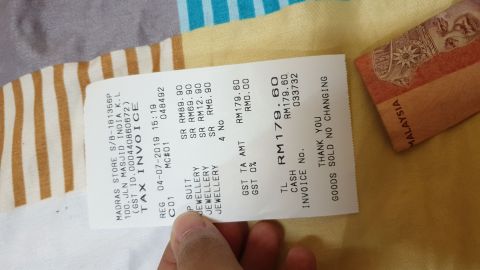 MADRAS STORE S/B-181356P
100,JLN.MASJID INDIA K.L
(GST ID.000440860672)
TAX INVOICE
REG 04-07-2019 15:19
C01 MC#01 048492
P SUIT SR RM89.90
JEWELLERY SR RM69.90
JEWELLERY SR RM12.90
JEWELLERY SR RM6.90
4 No
GST TA AMT RM179.60
GST 0% RM0.00
TL RM179.60
CASH RM179.60
INVOICE NO. 033732
THANK YOU
GOODS SOLD NO CHANGING
MALAYSIA